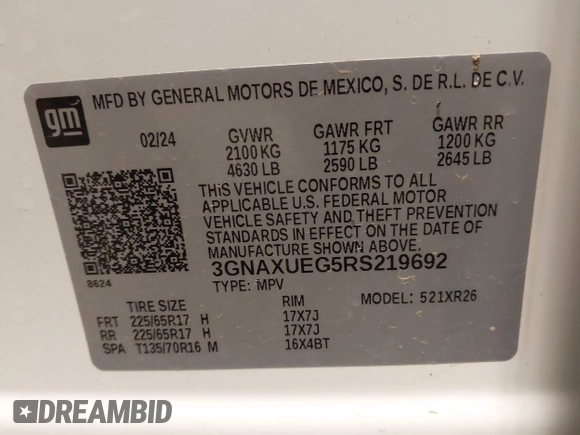 gm
MFD BY GENERAL MOTORS DE MEXICO, S. DE R.L. DE C.V.
02/24 GVWR GAWR FRT GAWR RR
2100 KG 1175 KG 1200 KG
4630 LB 2590 LB 2645 LB
THIS VEHICLE CONFORMS TO ALL
APPLICABLE U.S. FEDERAL MOTOR
VEHICLE SAFETY AND THEFT PREVENTION
STANDARDS IN EFFECT ON THE DATE OF
MANUFACTURE SHOWN ABOVE.
8624
3GNAXUEG5RS219692
TYPE: MPV MODEL: 521XR26
TIRE SIZE RIM
FRT 225/65R17 H 17X7J
RR 225/65R17 H 17X7J
SPA T135/70R16 M 16X4BT
DREAMBID